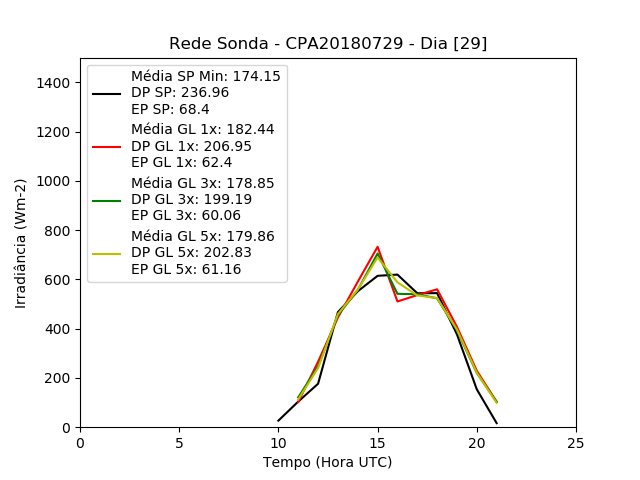 Rede Sonda - CPA20180729 - Dia [29]
Média SP Min: 174.15
DP SP: 236.96
EP SP: 68.4
Média GL 1x: 182.44
DP GL 1x: 206.95
EP GL 1x: 62.4
Média GL 3x: 178.85
DP GL 3x: 199.19
EP GL 3x: 60.06
Média GL 5x: 179.86
DP GL 5x: 202.83
EP GL 5x: 61.16
Irradiância (Wm-2)
1400
1200
1000
800
600
400
200
0
0 5 10 15 20 25
Tempo (Hora UTC)